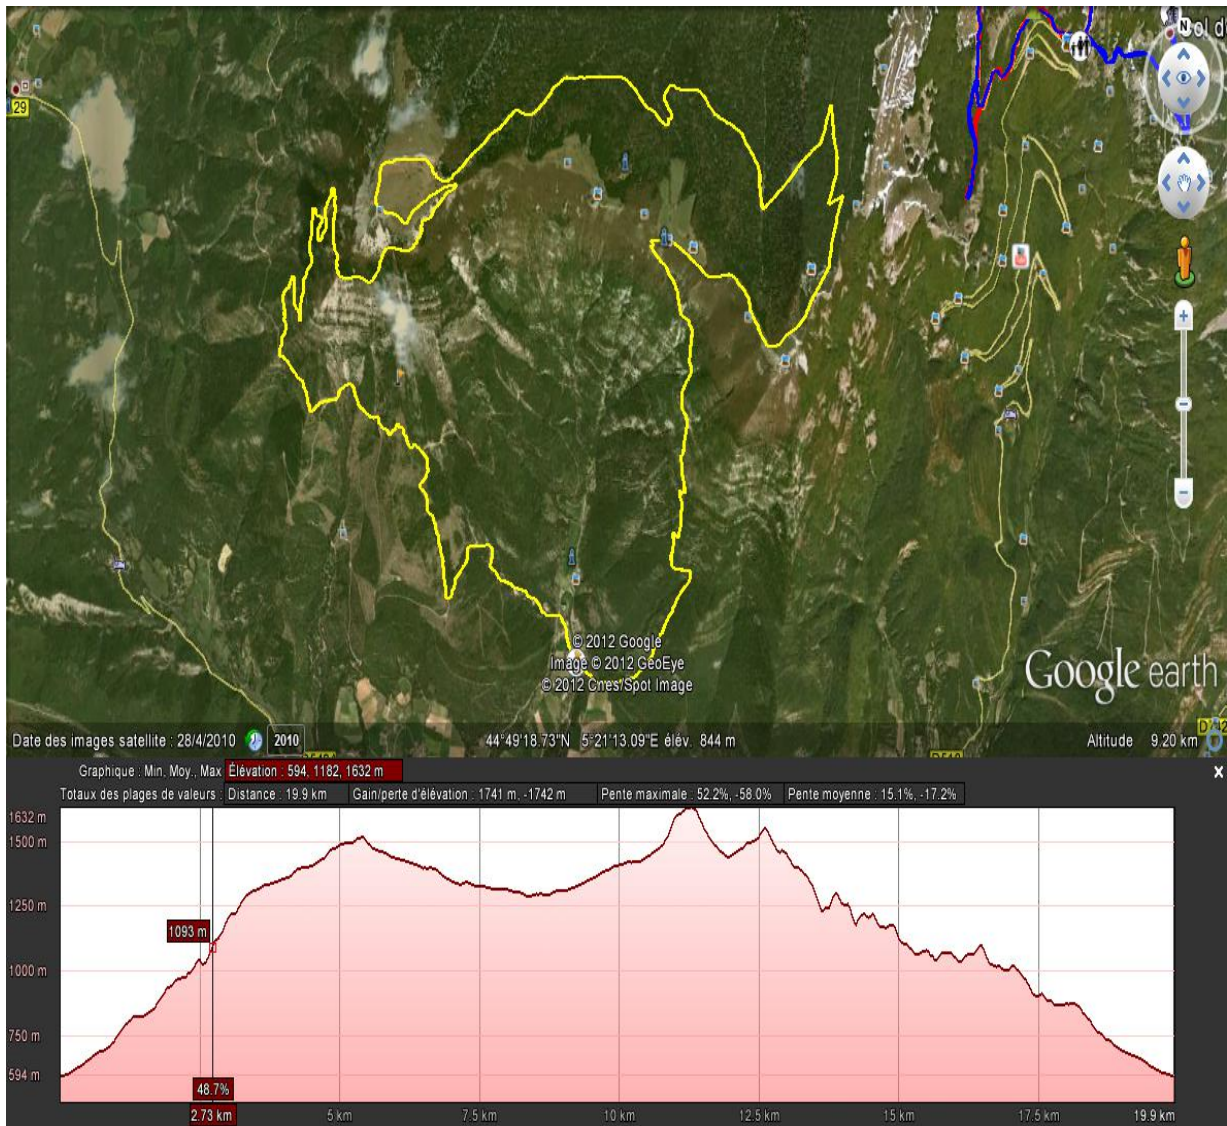 N
Col de
29
© 2012 Google
Image © 2012 GeoEye
© 2012 Cnes/Spot Image
Google earth
Date des images satellite : 28/4/2010 2010 44°49'18.73"N 5°21'13.09"E élév. 844 m Altitude 9.20 km
Graphique : Min, Moy., Max Élévation : 594, 1182, 1632 m
Totaux des plages de valeurs : Distance : 19.9 km Gain/perte d'élévation : 1741 m, -1742 m Pente maximale : 52.2%, -58.0% Pente moyenne : 15.1%, -17.2%
1632 m
1500 m
1250 m
1093 m
1000 m
750 m
594 m
48.7%
2.73 km 5 km 7.5 km 10 km 12.5 km 15 km 17.5 km 19.9 km